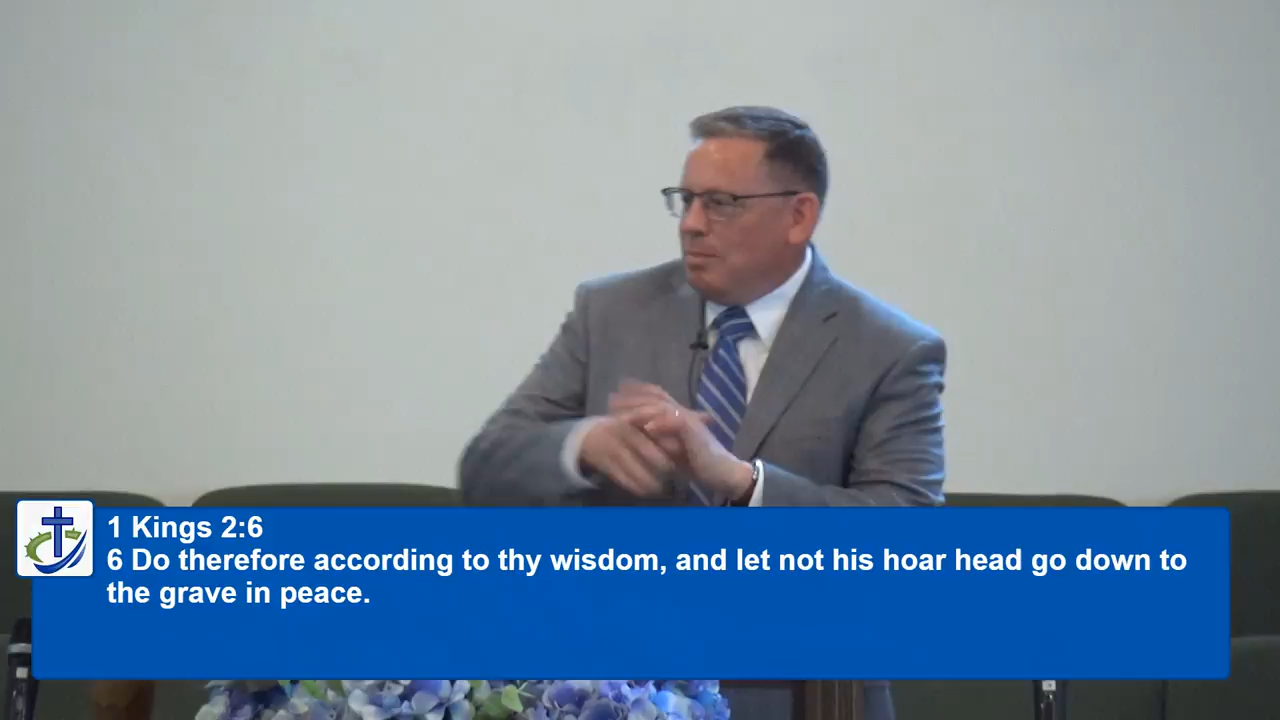 1 Kings 2:6
6 Do therefore according to thy wisdom, and let not his hoar head go down to
the grave in peace.